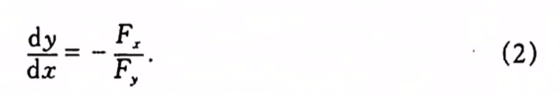 dy/dx = - F_x/F_y. (2)